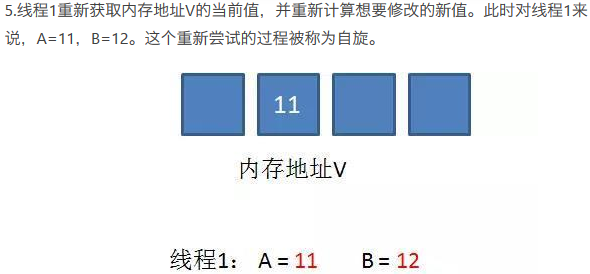 5.线程1重新获取内存地址V的当前值，并重新计算想要修改的新值。此时对线程1来
说，A=11，B=12。这个重新尝试的过程被称为自旋。
11
内存地址V
线程1： A = 11 B = 12